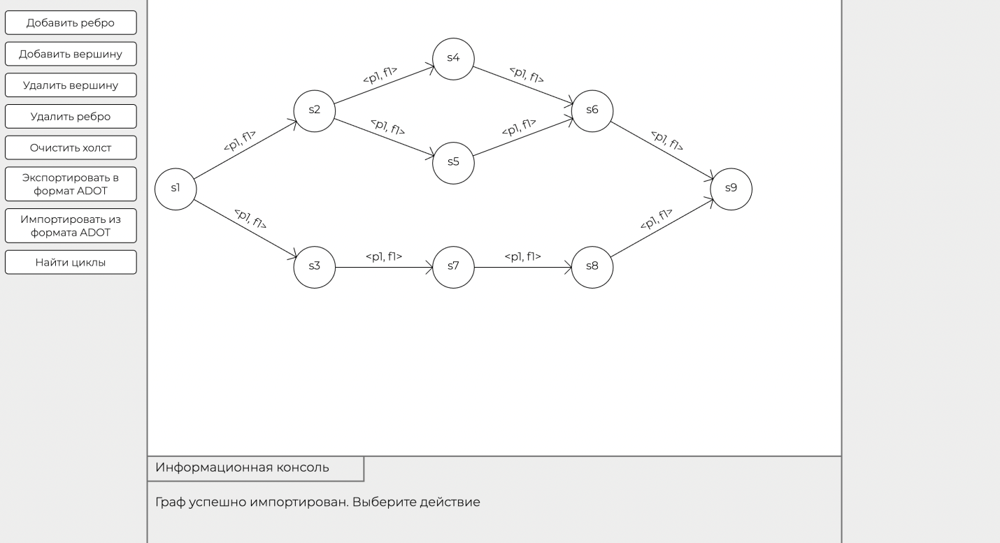 Добавить ребро
Добавить вершину
Удалить вершину
Удалить ребро
Очистить холст
Экспортировать в
формат ADOT
Импортировать из
формата ADOT
Найти циклы
s4
<p1, f1>
<p1, f1>
s2
s6
<p1, f1>
<p1, f1>
<p1, f1>
<p1, f1>
s5
s1
s9
<p1, f1>
<p1, f1>
<p1, f1>
<p1, f1>
s3
s7
s8
Информационная консоль
Граф успешно импортирован. Выберите действие